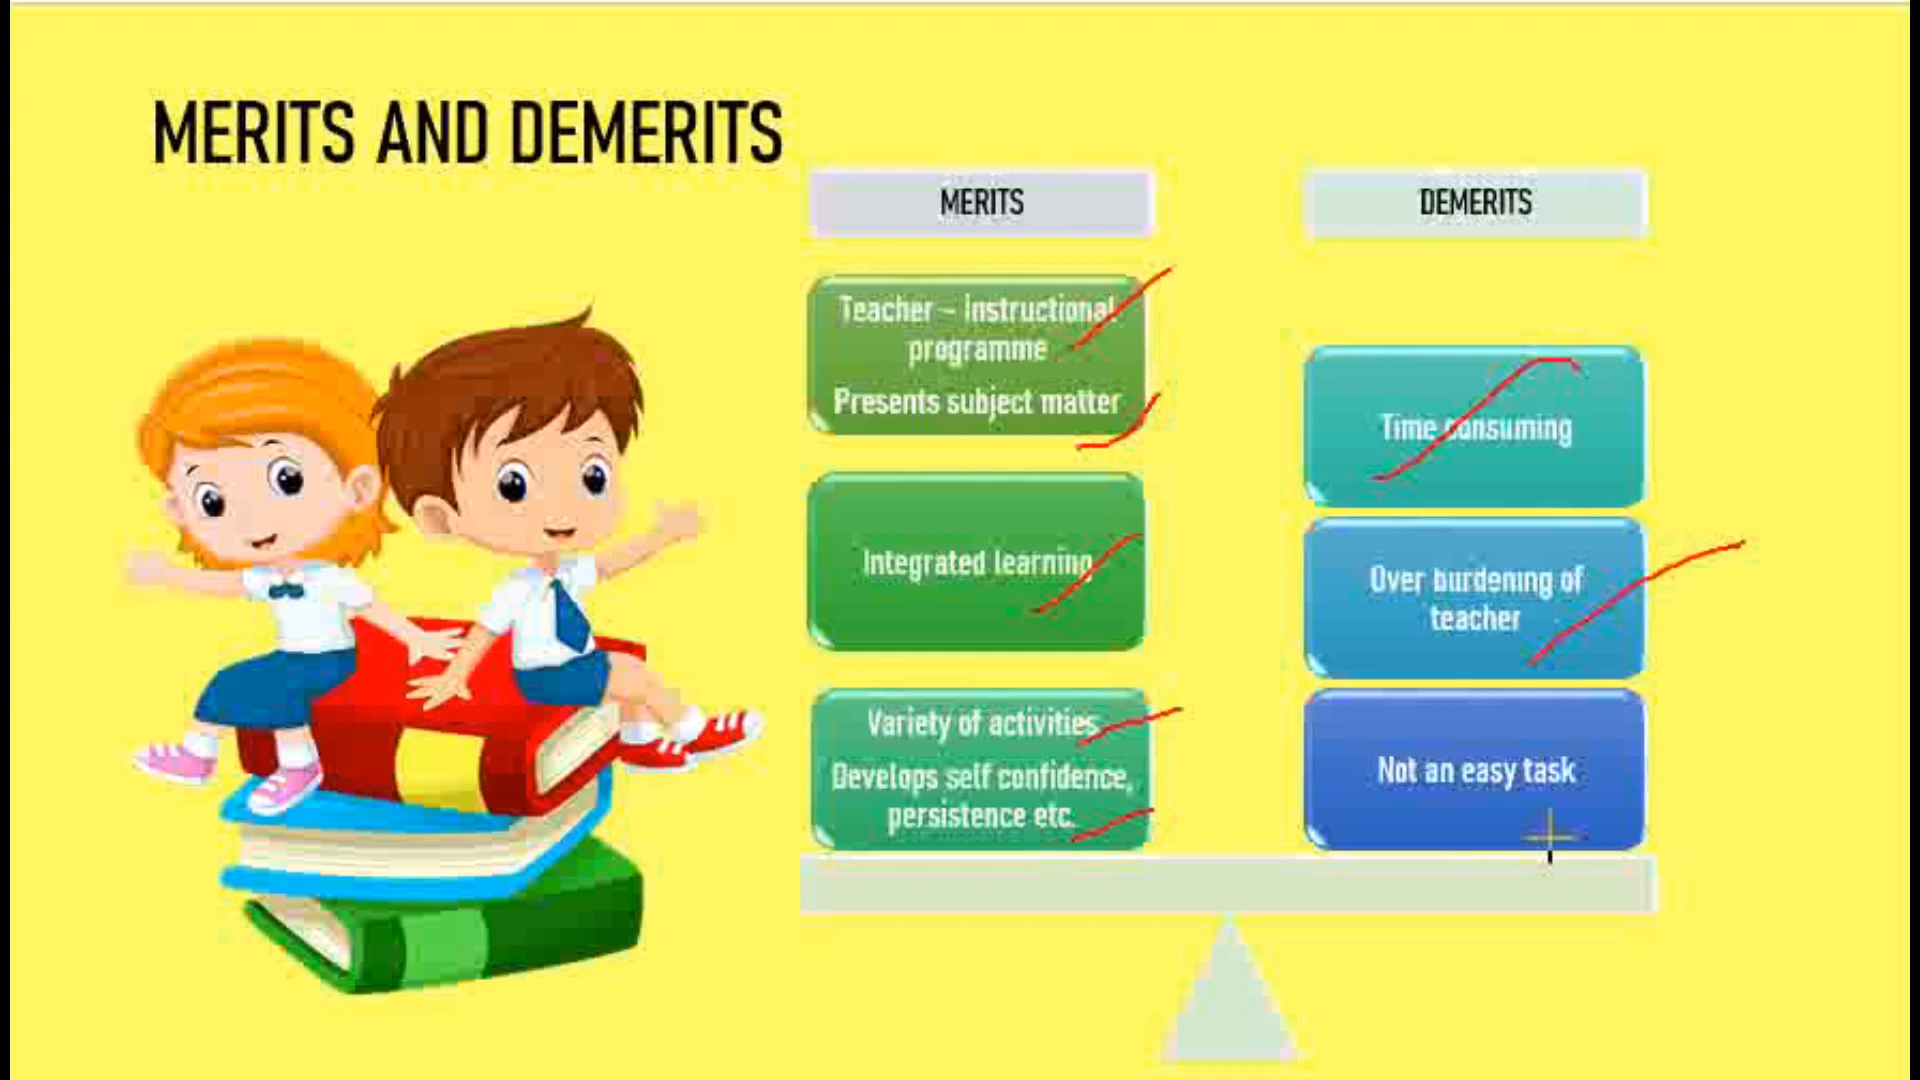 MERITS AND DEMERITS
MERITS
Teacher – instructional
programme
Presents subject matter
Integrated learning
Variety of activities
Develops self confidence,
persistence etc.
DEMERITS
Time consuming
Over burdening of
teacher
Not an easy task